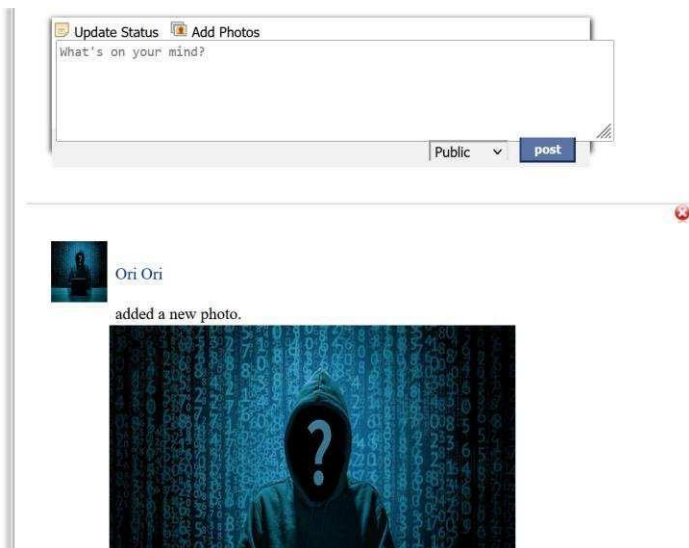 Update Status Add Photos
What's on your mind?
Public post
Ori Ori
added a new photo.
?